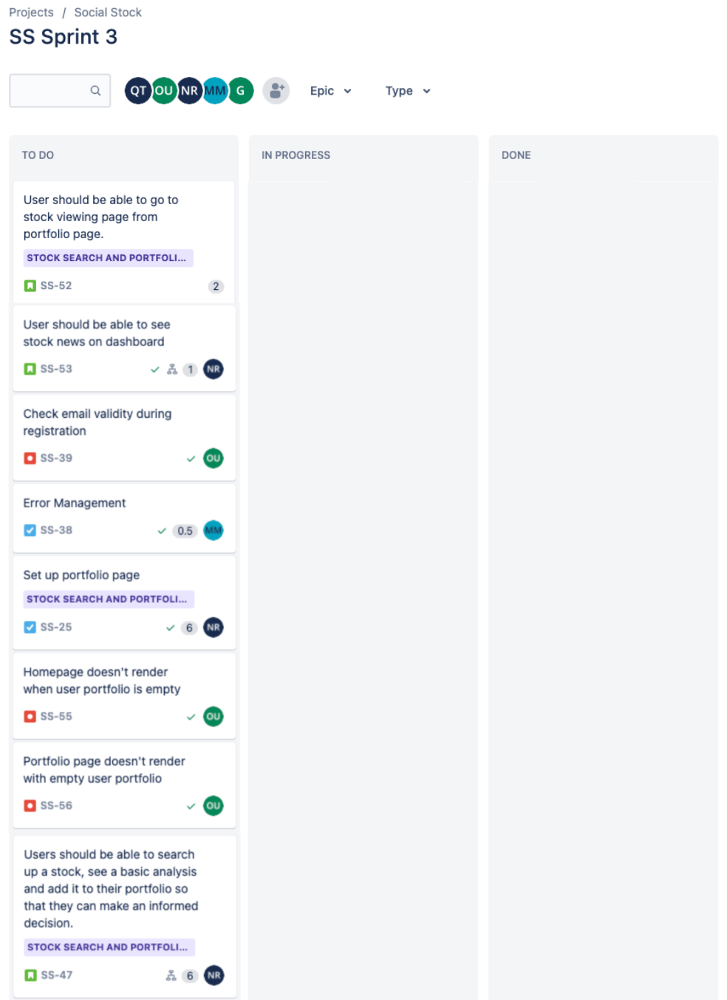 Projects / Social Stock
SS Sprint 3
QT OU NR MM G
Epic
Type
TO DO
IN PROGRESS
DONE
User should be able to go to
stock viewing page from
portfolio page.
STOCK SEARCH AND PORTFOLI...
SS-52 2
User should be able to see
stock news on dashboard
SS-53 1 NR
Check email validity during
registration
SS-39 OU
Error Management
SS-38 0.5 MM
Set up portfolio page
STOCK SEARCH AND PORTFOLI...
SS-25 6 NR
Homepage doesn't render
when user portfolio is empty
SS-55 OU
Portfolio page doesn't render
with empty user portfolio
SS-56 OU
Users should be able to search
up a stock, see a basic analysis
and add it to their portfolio so
that they can make an informed
decision.
STOCK SEARCH AND PORTFOLI...
SS-47 6 NR